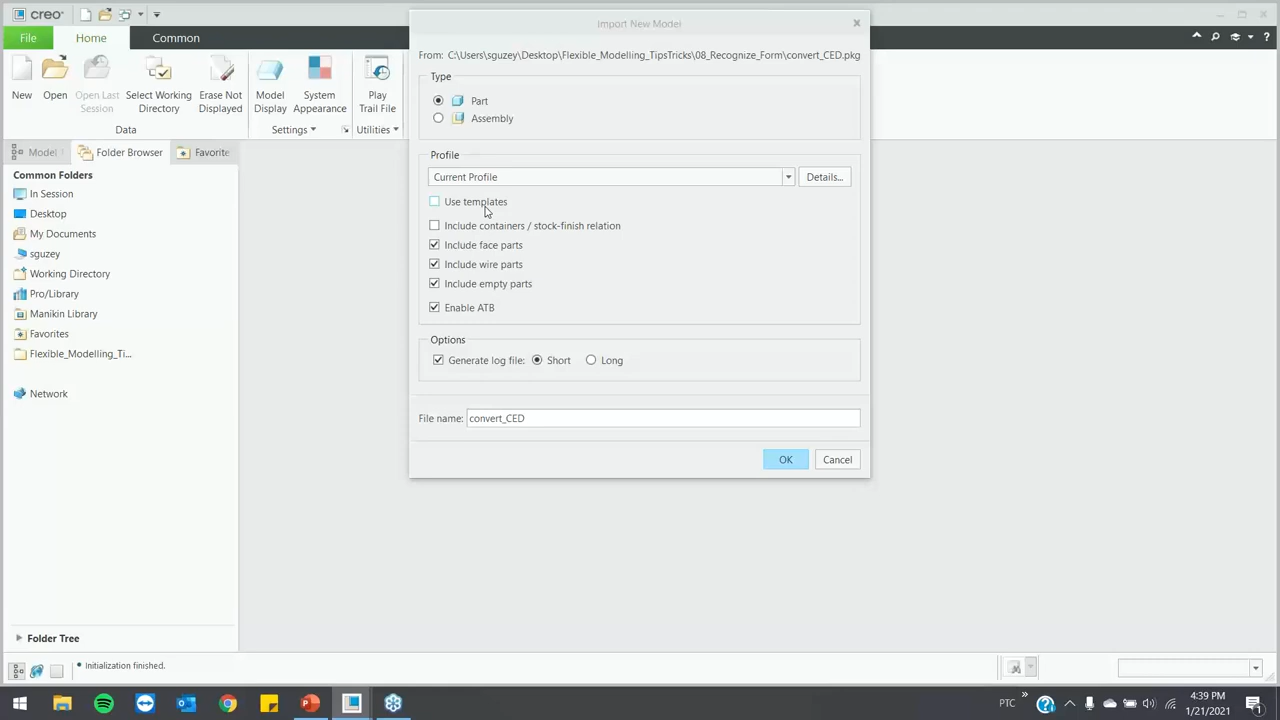 creo
Import New Model
File
Home
Common
From: C:\Users\sguzey\Desktop\Flexible_Modelling_TipsTricks\08_Recognize_Form\convert_CED.pkg
New
Open
Open Last Session
Select Working Directory
Erase Not Displayed
Model Display
System Appearance
Play Trail File
Data
Settings
Utilities
Type
Part
Assembly
Model
Folder Browser
Favorite
Common Folders
In Session
Desktop
My Documents
sguzey
Working Directory
Pro/Library
Manikin Library
Favorites
Flexible_Modelling_Ti...
Network
Folder Tree
Profile
Current Profile
Details...
Use templates
Include containers / stock-finish relation
Include face parts
Include wire parts
Include empty parts
Enable ATB
Options
Generate log file:
Short
Long
File name: convert_CED
OK
Cancel
Initialization finished.
PTC
4:39 PM
1/21/2021